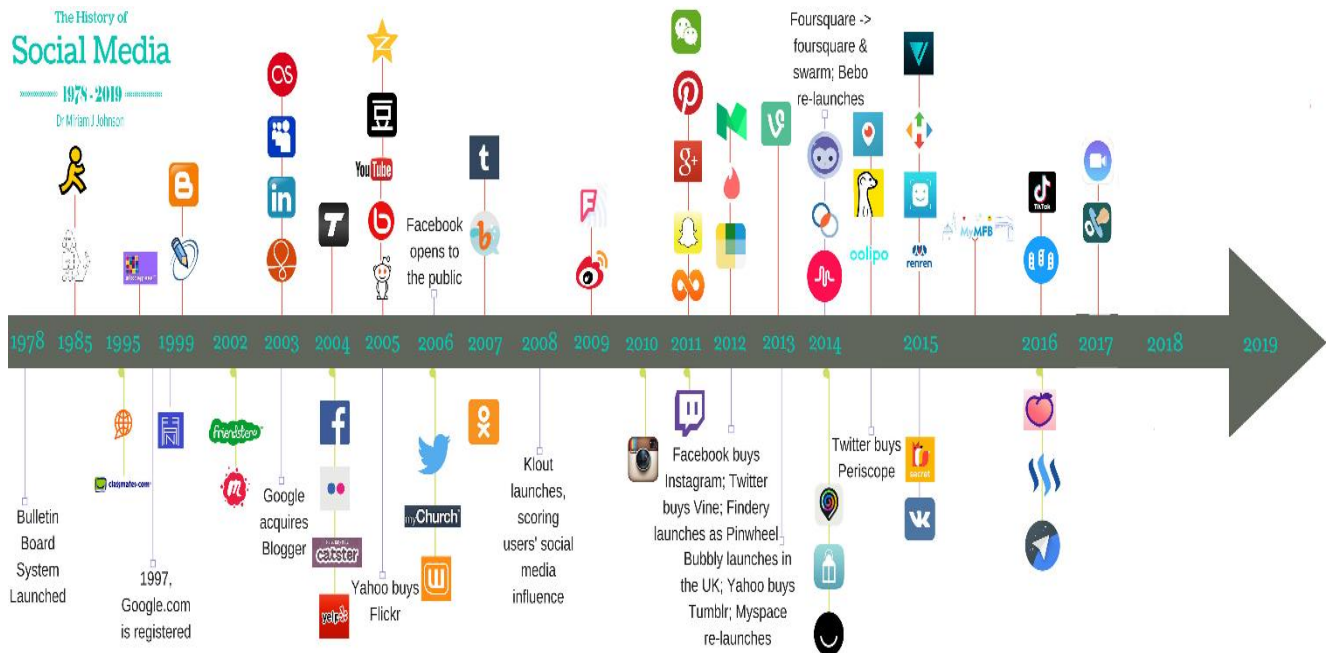 The History of
Social Media
1978 - 2019
Dr Miriam J Johnson
Foursquare ->
foursquare &
swarm; Bebo
re-launches
You Tube
Facebook
opens to
the public
in
t
g+
oolipo
renren
MyMFB
TikTok
1978 1985 1995 1999 2002 2003 2004 2005 2006 2007 2008 2009 2010 2011 2012 2013 2014 2015 2016 2017 2018 2019
Bulletin
Board
System
Launched
classmates.com
1997,
Google.com
is registered
friendster
m
Google
acquires
Blogger
f
catster
yelp
Yahoo buys
Flickr
myChurch
Klout
launches,
scoring
users' social
media
influence
Facebook buys
Instagram; Twitter
buys Vine; Findery
launches as Pinwheel
Bubbly launches in
the UK; Yahoo buys
Tumblr; Myspace
re-launches
Twitter buys
Periscope
secret